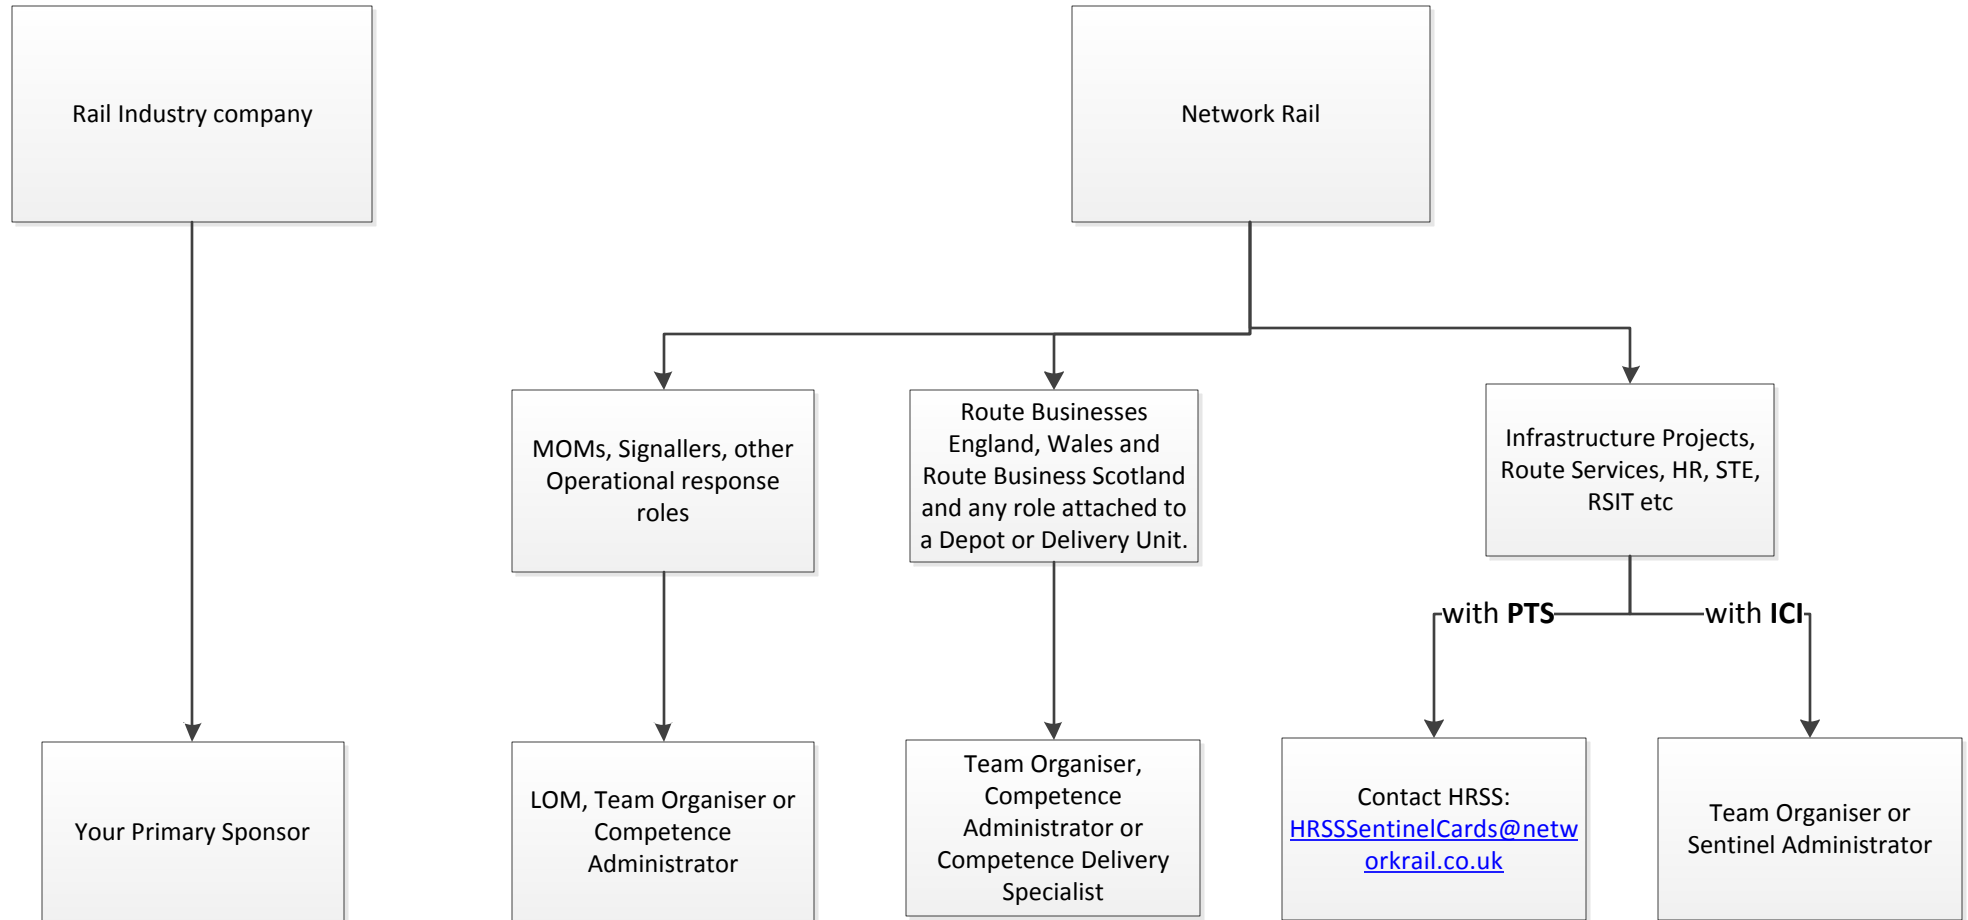 Rail Industry company
Network Rail
MOMs, Signallers, other
Operational response
roles
Route Businesses
England, Wales and
Route Business Scotland
and any role attached to
a Depot or Delivery Unit.
Infrastructure Projects,
Route Services, HR, STE,
RSIT etc
with PTS
with ICI
Your Primary Sponsor
LOM, Team Organiser or
Competence
Administrator
Team Organiser,
Competence
Administrator or
Competence Delivery
Specialist
Contact HRSS:
HRSSSentinelCards@netw
orkrail.co.uk
Team Organiser or
Sentinel Administrator